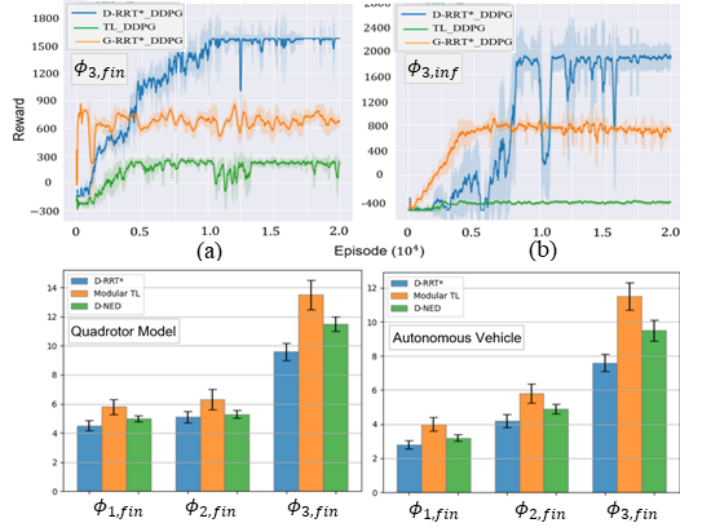 D-RRT*_DDPG
TL_DDPG
G-RRT*_DDPG
ϕ3,fin
Reward
1800
1500
1200
900
600
300
0
−300
0
0.5
1.0
1.5
2.0
(a)
D-RRT*_DDPG
TL_DDPG
G-RRT*_DDPG
ϕ3,inf
2800
2000
1600
1200
800
400
0
-400
0
0.5
1.0
1.5
2.0
(b)
Episode (10⁴)
D-RRT*
Modular TL
D-NED
Quadrotor Model
14
12
10
8
6
4
2
0
ϕ1,fin
ϕ2,fin
ϕ3,fin
D-RRT*
Modular TL
D-NED
Autonomous Vehicle
12
10
8
6
4
2
0
ϕ1,fin
ϕ2,fin
ϕ3,fin